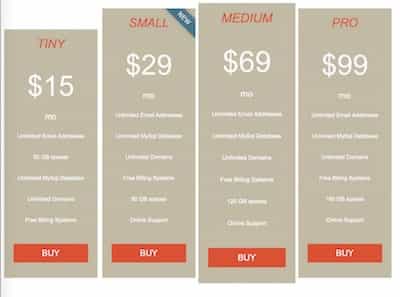 TINY
$15
mo
Unlimited Email Addresses
50 GB spaces
Unlimited MySql Database
Unlimited Domains
Free Billing Systems
BUY
SMALL
NEW
$29
mo
Unlimited Email Addresses
Unlimited MySql Database
Unlimited Domains
Free Billing Systems
80 GB spaces
Online Support
BUY
MEDIUM
$69
mo
Unlimited Email Addresses
Unlimited MySql Database
Unlimited Domains
Free Billing Systems
120 GB spaces
Online Support
BUY
PRO
$99
mo
Unlimited Email Addresses
Unlimited MySql Database
Unlimited Domains
Free Billing Systems
GB spaces
Online Support
BUY